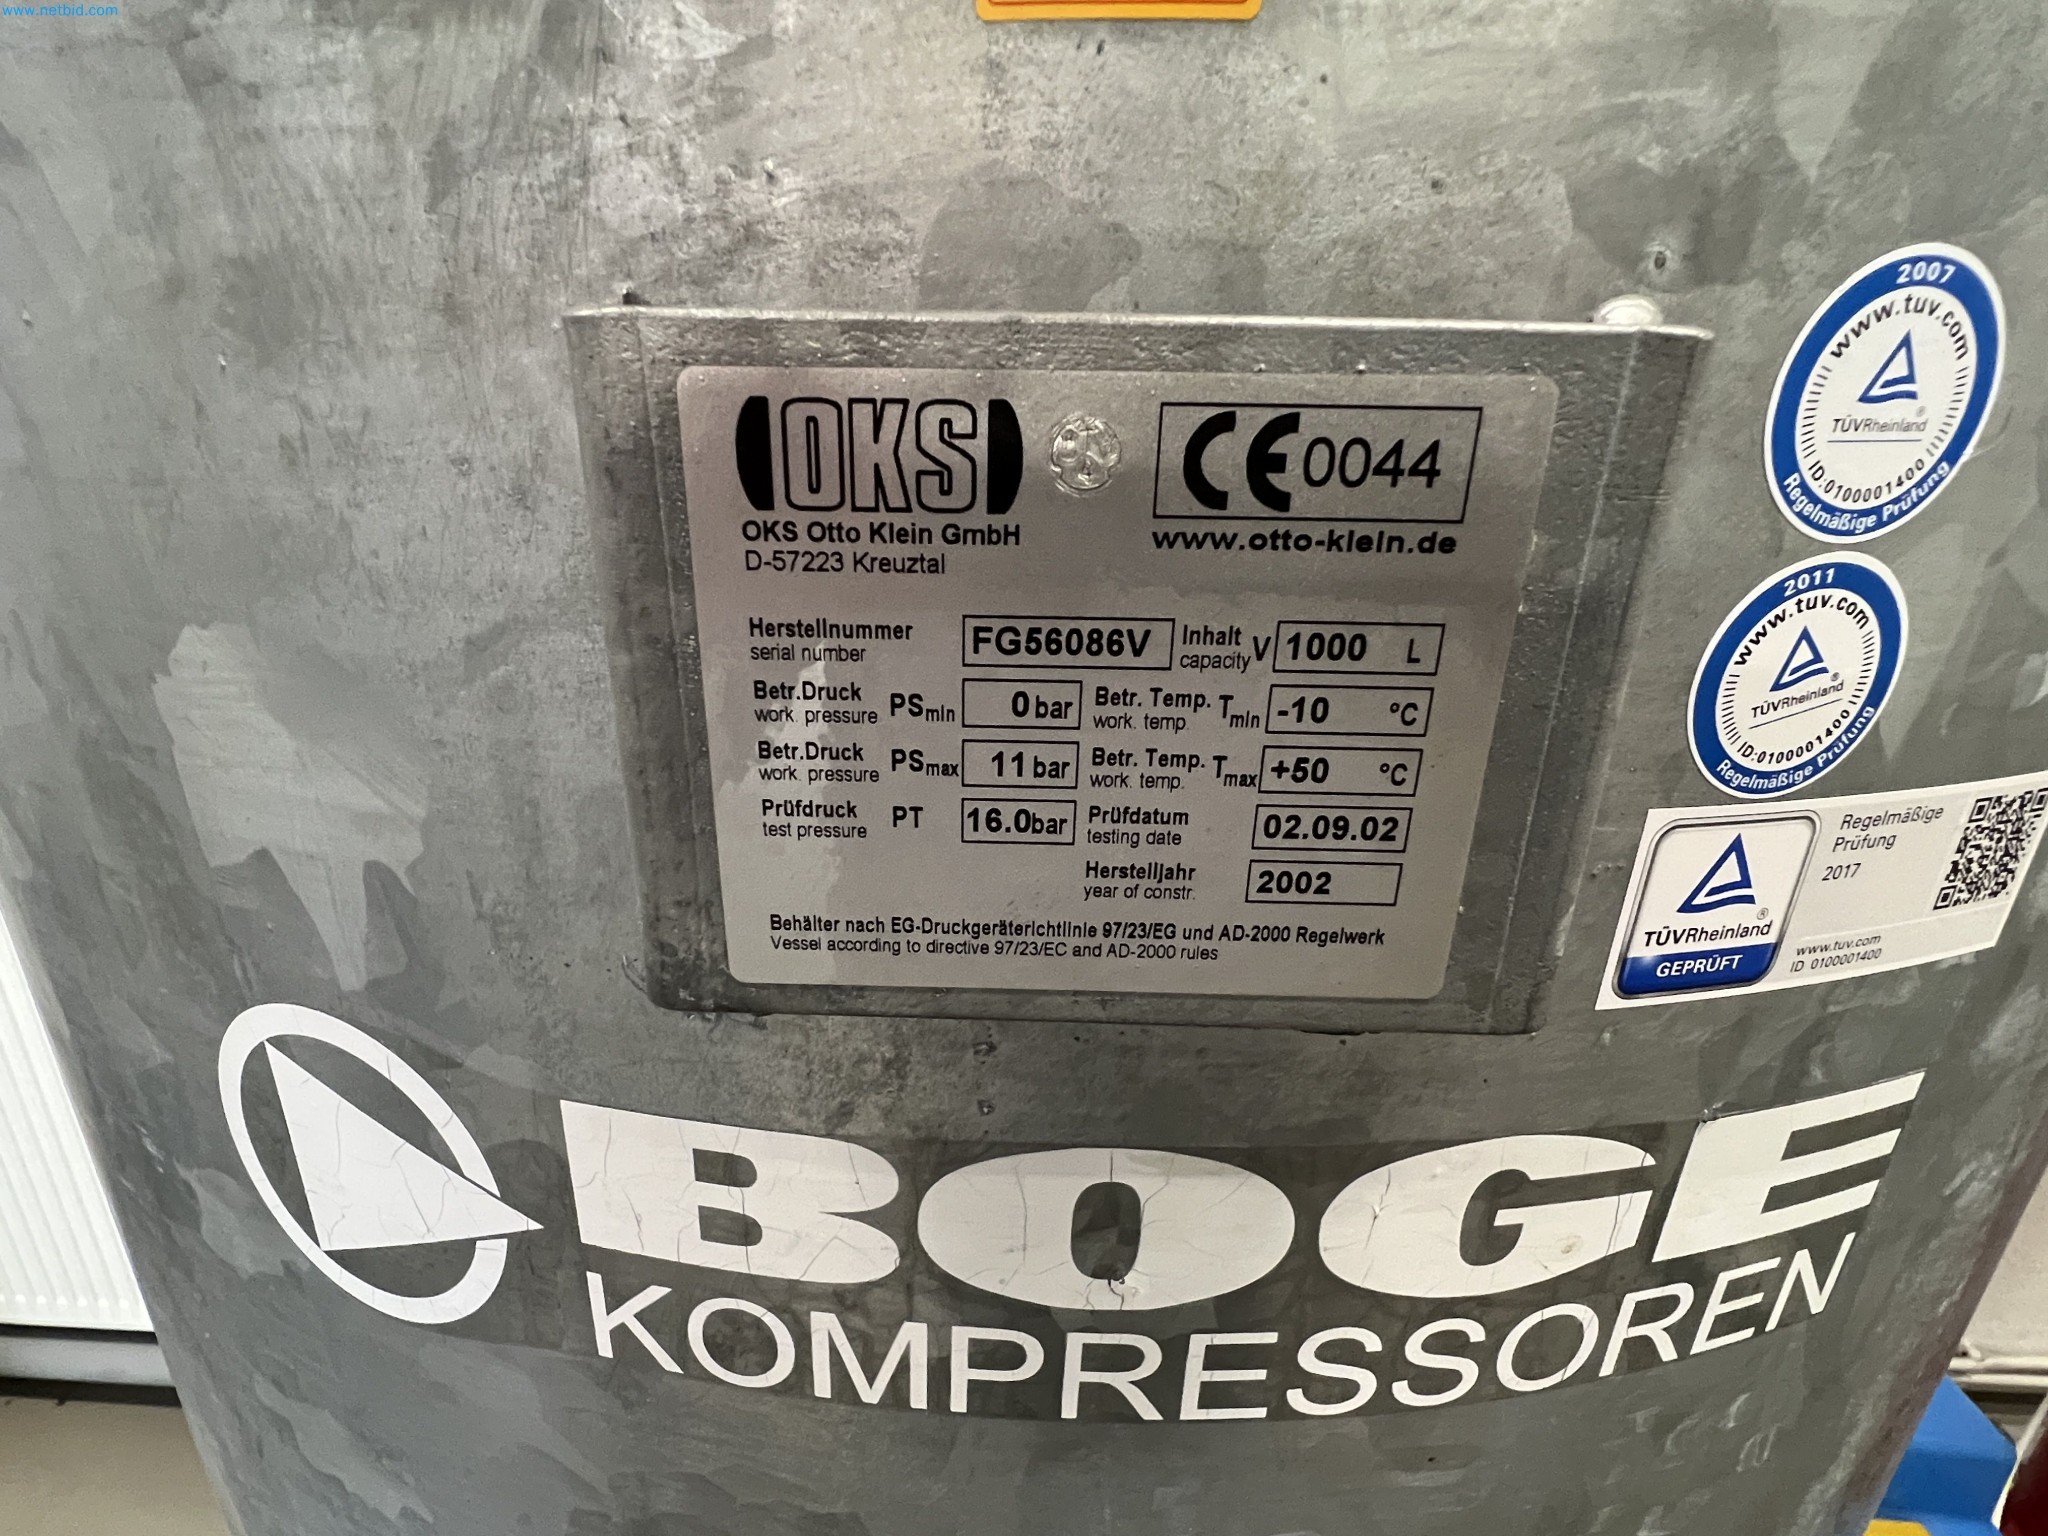 www.netbid.com
OKS
OKS Otto Klein GmbH
D-57223 Kreuztal
CE0044
www.otto-klein.de
Herstellnummer
serial number
FG56086V
Inhalt
capacity
V
1000 L
Betr.Druck
work. pressure
PSmin
0 bar
Betr. Temp.
work. temp.
Tmin
-10 °C
Betr.Druck
work. pressure
PSmax
11 bar
Betr. Temp.
work. temp.
Tmax
+50 °C
Prüfdruck
test pressure
PT
16.0bar
Prüfdatum
testing date
02.09.02
Herstelljahr
year of constr.
2002
Behälter nach EG-Druckgeräterichtlinie 97/23/EG und AD-2000 Regelwerk
Vessel according to directive 97/23/EC and AD-2000 rules
2007
www.tuv.com
TÜVRheinland®
ID:0100001400
Regelmäßige Prüfung
2011
www.tuv.com
TÜVRheinland®
ID:0100001400
Regelmäßige Prüfung
TÜVRheinland®
GEPRÜFT
Regelmäßige
Prüfung
2017
www.tuv.com
ID 0100001400
BOGE
KOMPRESSOREN